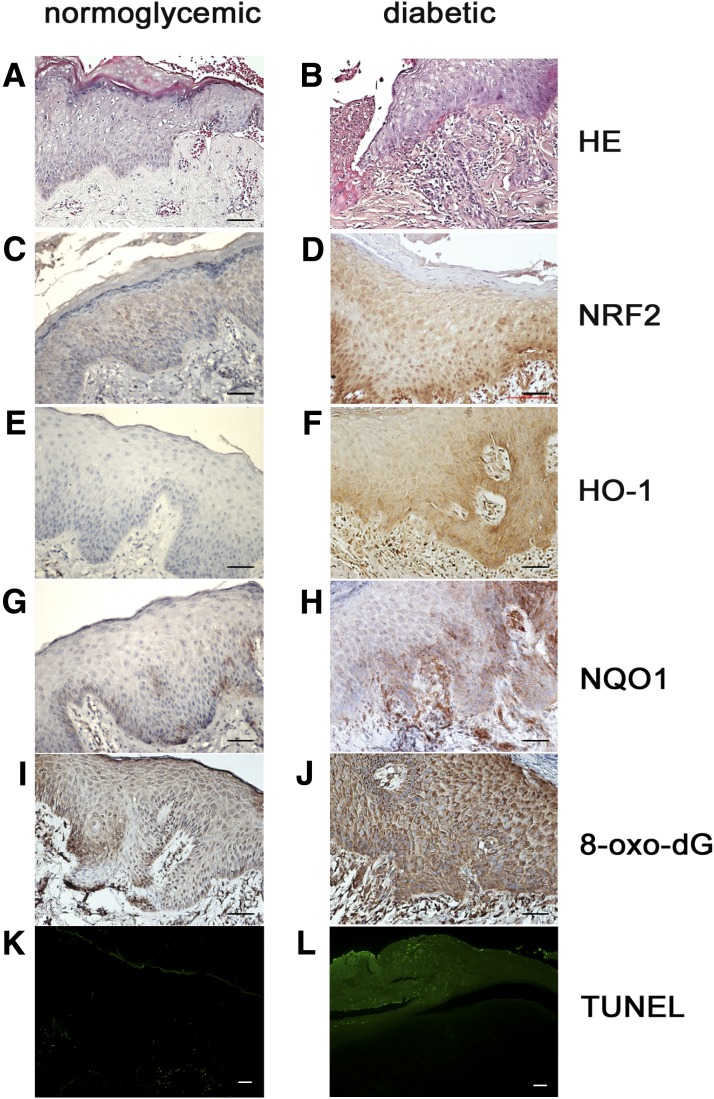 normoglycemic diabetic
A B HE
C D NRF2
E F HO-1
G H NQO1
I J 8-oxo-dG
K L TUNEL